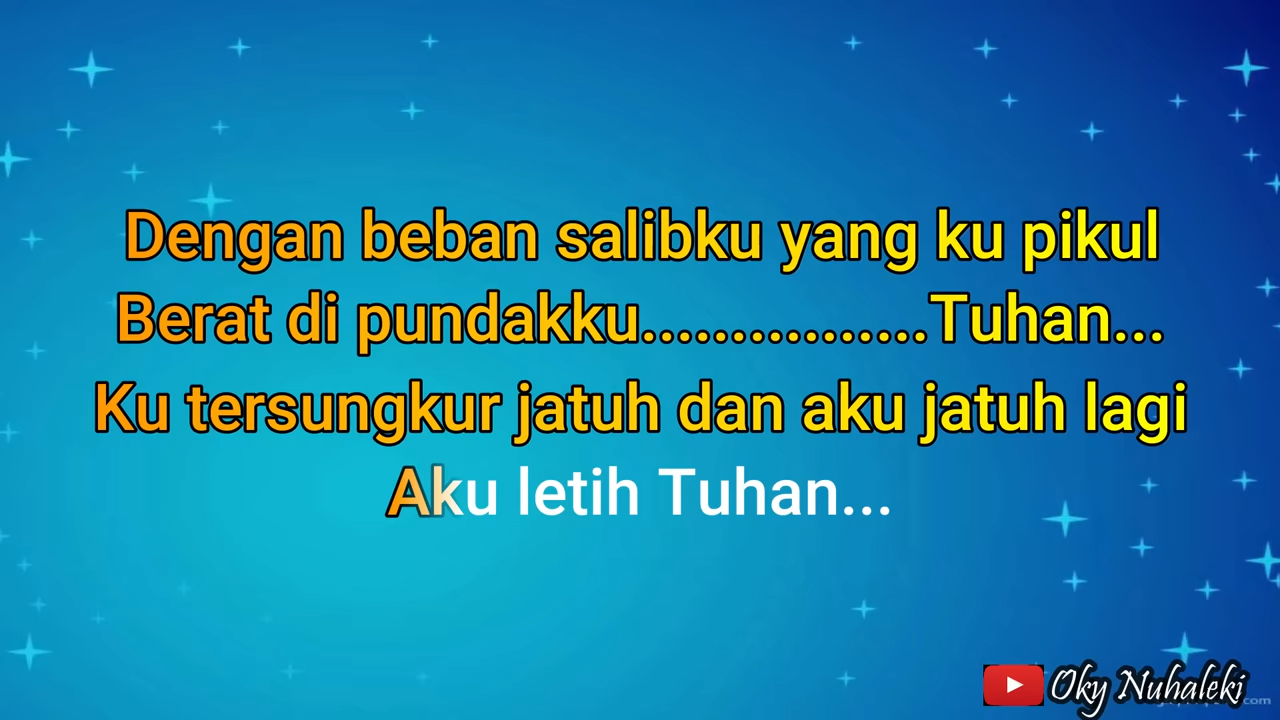 Dengan beban salibku yang ku pikul
Berat di pundakku................Tuhan...
Ku tersungkur jatuh dan aku jatuh lagi
Aku letih Tuhan...
Oky Nuhaleki